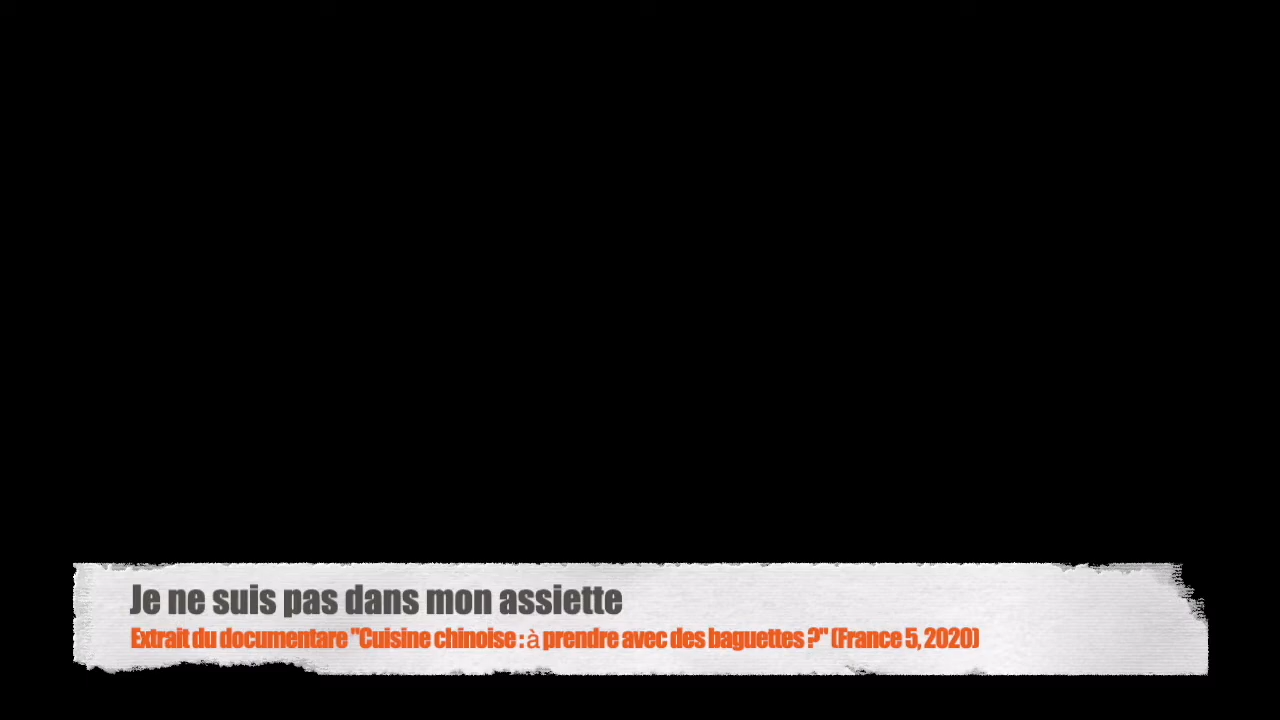 Je ne suis pas dans mon assiette
Extrait du documentare "Cuisine chinoise : à prendre avec des baguettes ?" (France 5, 2020)